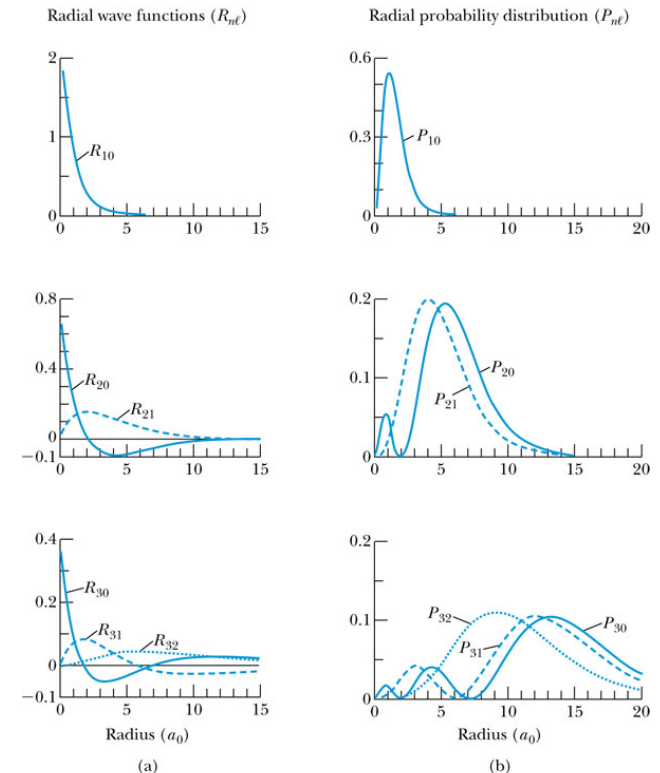 Radial wave functions (Rnℓ)
Radial probability distribution (Pnℓ)
2
1
0
R10
0 5 10 15
0.6
0.3
0
P10
0 5 10 15 20
0.8
0.4
0
−0.1
R20
R21
0 5 10 15
0.2
0.1
0
P20
P21
0 5 10 15 20
0.4
0.2
0
−0.1
R30
R31
R32
0 5 10 15
Radius (a0)
(a)
0.2
0.1
0
P32
P31
P30
0 5 10 15 20
Radius (a0)
(b)